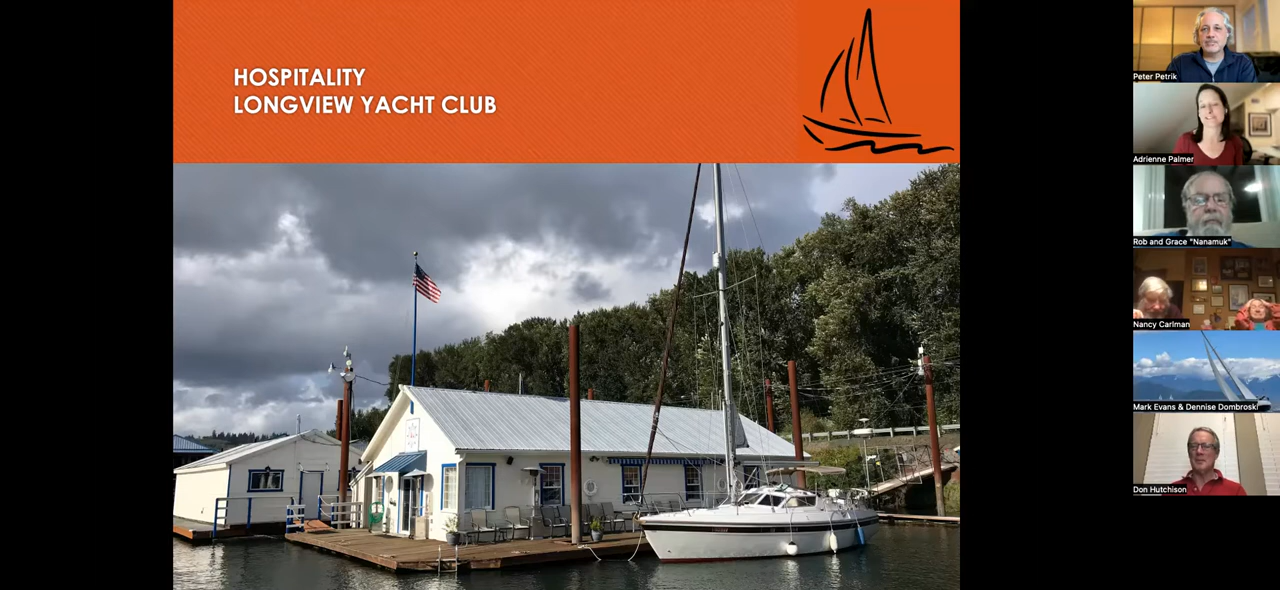 HOSPITALITY
LONGVIEW YACHT CLUB
Peter Petrik
Adrienne Palmer
Rob and Grace "Nanamuk"
Nancy Carlman
Mark Evans & Dennise Dombroski
Don Hutchison